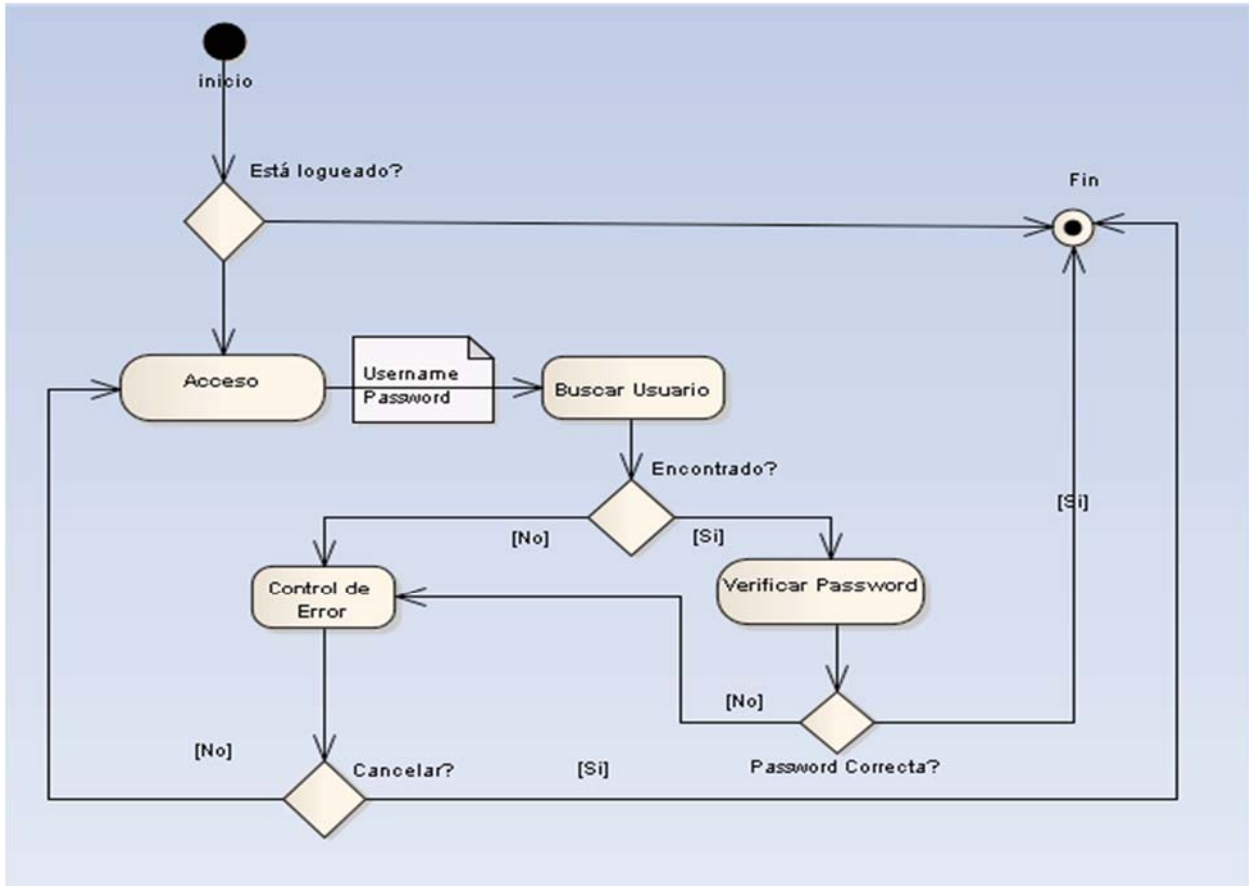 inicio
Está logueado?
Fin
Acceso
Username
Password
Buscar Usuario
Encontrado?
[No]
[Si]
[Si]
Control de
Error
Verificar Password
[No]
Password Correcta?
[No]
Cancelar?
[Si]